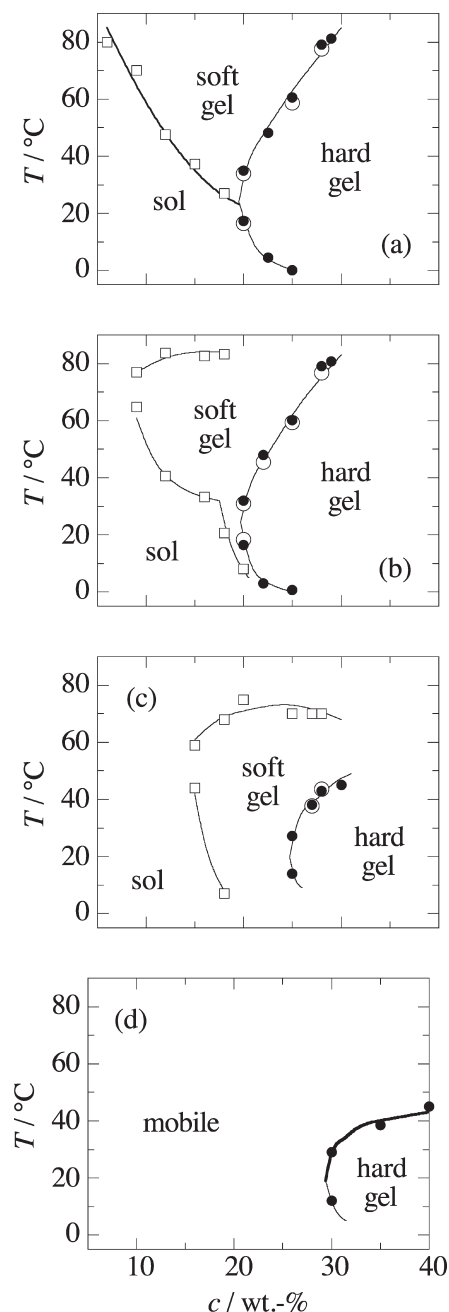 80
60
40
20
0
T / °C
soft
gel
hard
gel
sol
(a)
80
60
40
20
0
T / °C
soft
gel
hard
gel
sol
(b)
80
60
40
20
0
T / °C
(c)
soft
gel
hard
gel
sol
80
60
40
20
0
T / °C
(d)
mobile
hard
gel
10
20
30
40
c / wt.-%